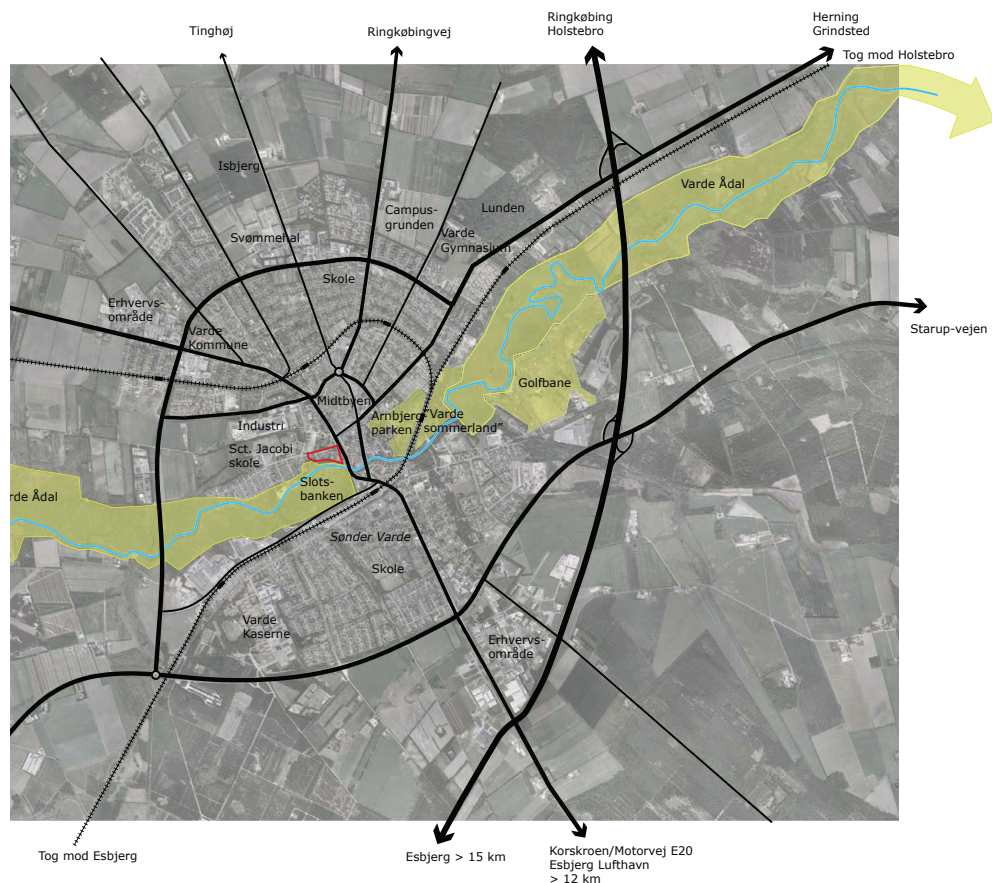 Tinghøj
Ringkøbingvej
Ringkøbing
Holstebro
Herning
Grindsted
Tog mod Holstebro
Isbjerg
Varde Ådal
Campus-
grunden
Lunden
Svømmehal
Varde
Gymnasium
Skole
Erhvervs-
område
Varde
Kommune
Starup-vejen
Golfbane
Midtbyen
Arnbjerg
parken
"Varde
sommerland"
Industri
Sct. Jacobi
skole
Slots-
banken
rde Ådal
Sønder Varde
Skole
Varde
Kaserne
Erhvervs-
område
Tog mod Esbjerg
Esbjerg > 15 km
Korskroen/Motorvej E20
Esbjerg Lufthavn
> 12 km